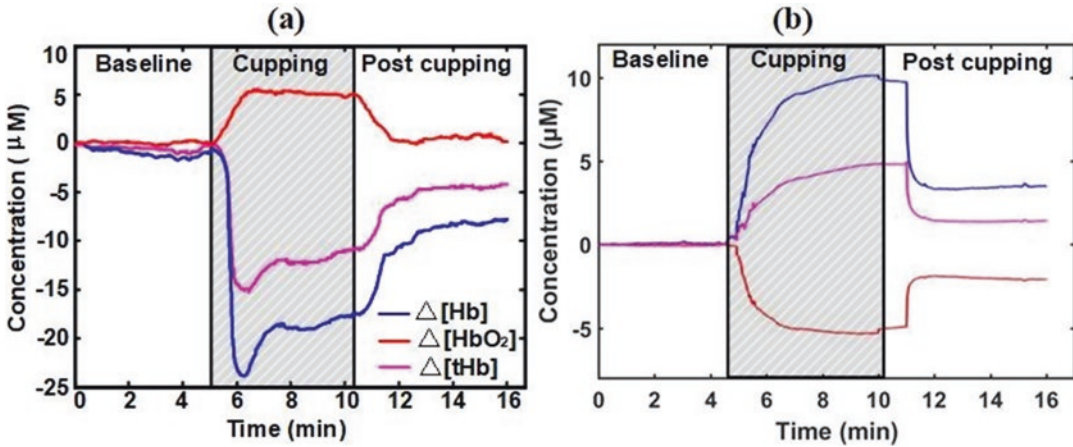 (a)
Baseline Cupping Post cupping
Concentration ( μM)
10
5
0
-5
-10
-15
-20
-25
0 2 4 6 8 10 12 14 16
Time (min)
△[Hb]
△[HbO₂]
△[tHb]
(b)
Baseline Cupping Post cupping
Concentration (μM)
10
5
0
-5
0 2 4 6 8 10 12 14 16
Time (min)